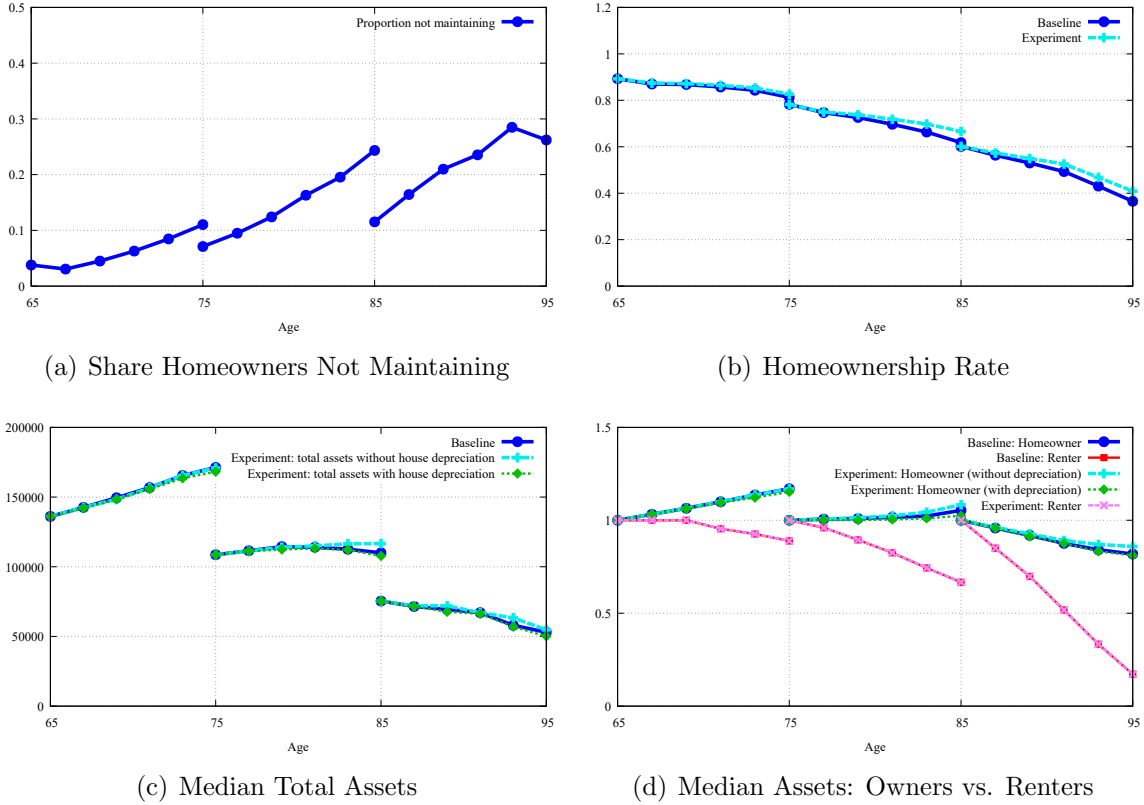 0.5
0.4
0.3
0.2
0.1
0
65
75
85
95
Age
Proportion not maintaining
(a) Share Homeowners Not Maintaining
1.2
1
0.8
0.6
0.4
0.2
0
65
75
85
95
Age
Baseline
Experiment
(b) Homeownership Rate
200000
150000
100000
50000
0
65
75
85
95
Age
Baseline
Experiment: total assets without house depreciation
Experiment: total assets with house depreciation
(c) Median Total Assets
1.5
1
0.5
0
65
75
85
95
Age
Baseline: Homeowner
Baseline: Renter
Experiment: Homeowner (without depreciation)
Experiment: Homeowner (with depreciation)
Experiment: Renter
(d) Median Assets: Owners vs. Renters